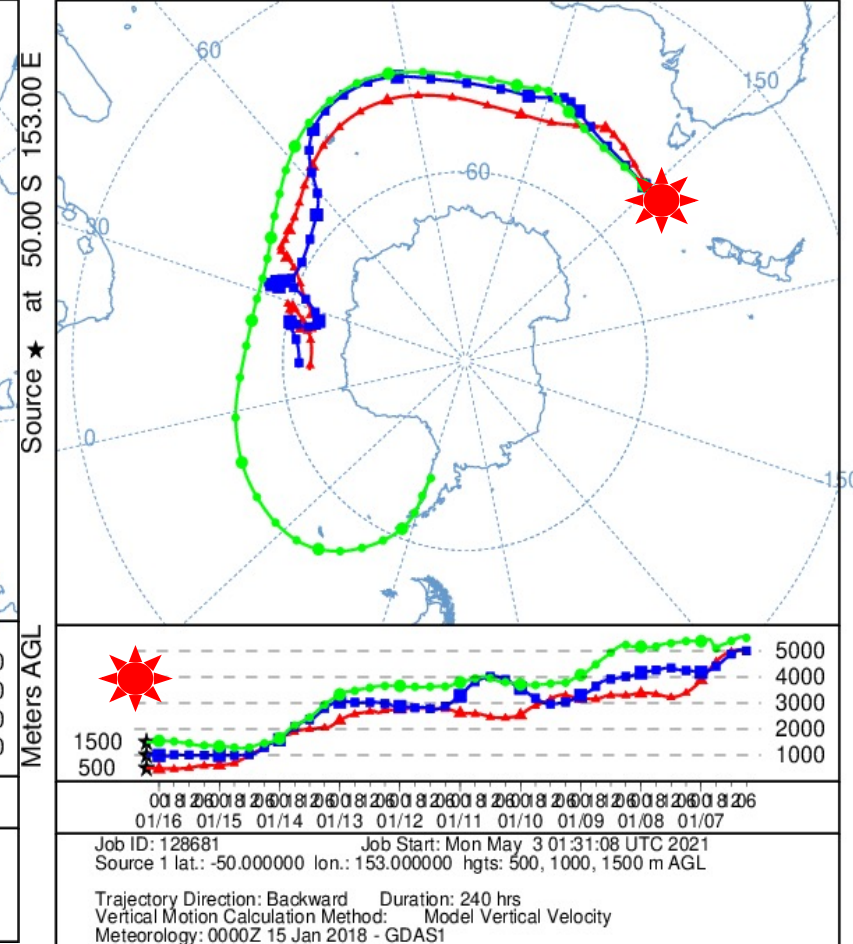 60
150
30
-60
0
-150
Source ★ at 50.00 S 153.00 E
Meters AGL
5000
4000
3000
2000
1000
1500
500
01/16 01/15 01/14 01/13 01/12 01/11 01/10 01/09 01/08 01/07
Job ID: 128681 Job Start: Mon May 3 01:31:08 UTC 2021
Source 1 lat.: -50.000000 lon.: 153.000000 hgts: 500, 1000, 1500 m AGL
Trajectory Direction: Backward Duration: 240 hrs
Vertical Motion Calculation Method: Model Vertical Velocity
Meteorology: 0000Z 15 Jan 2018 - GDAS1